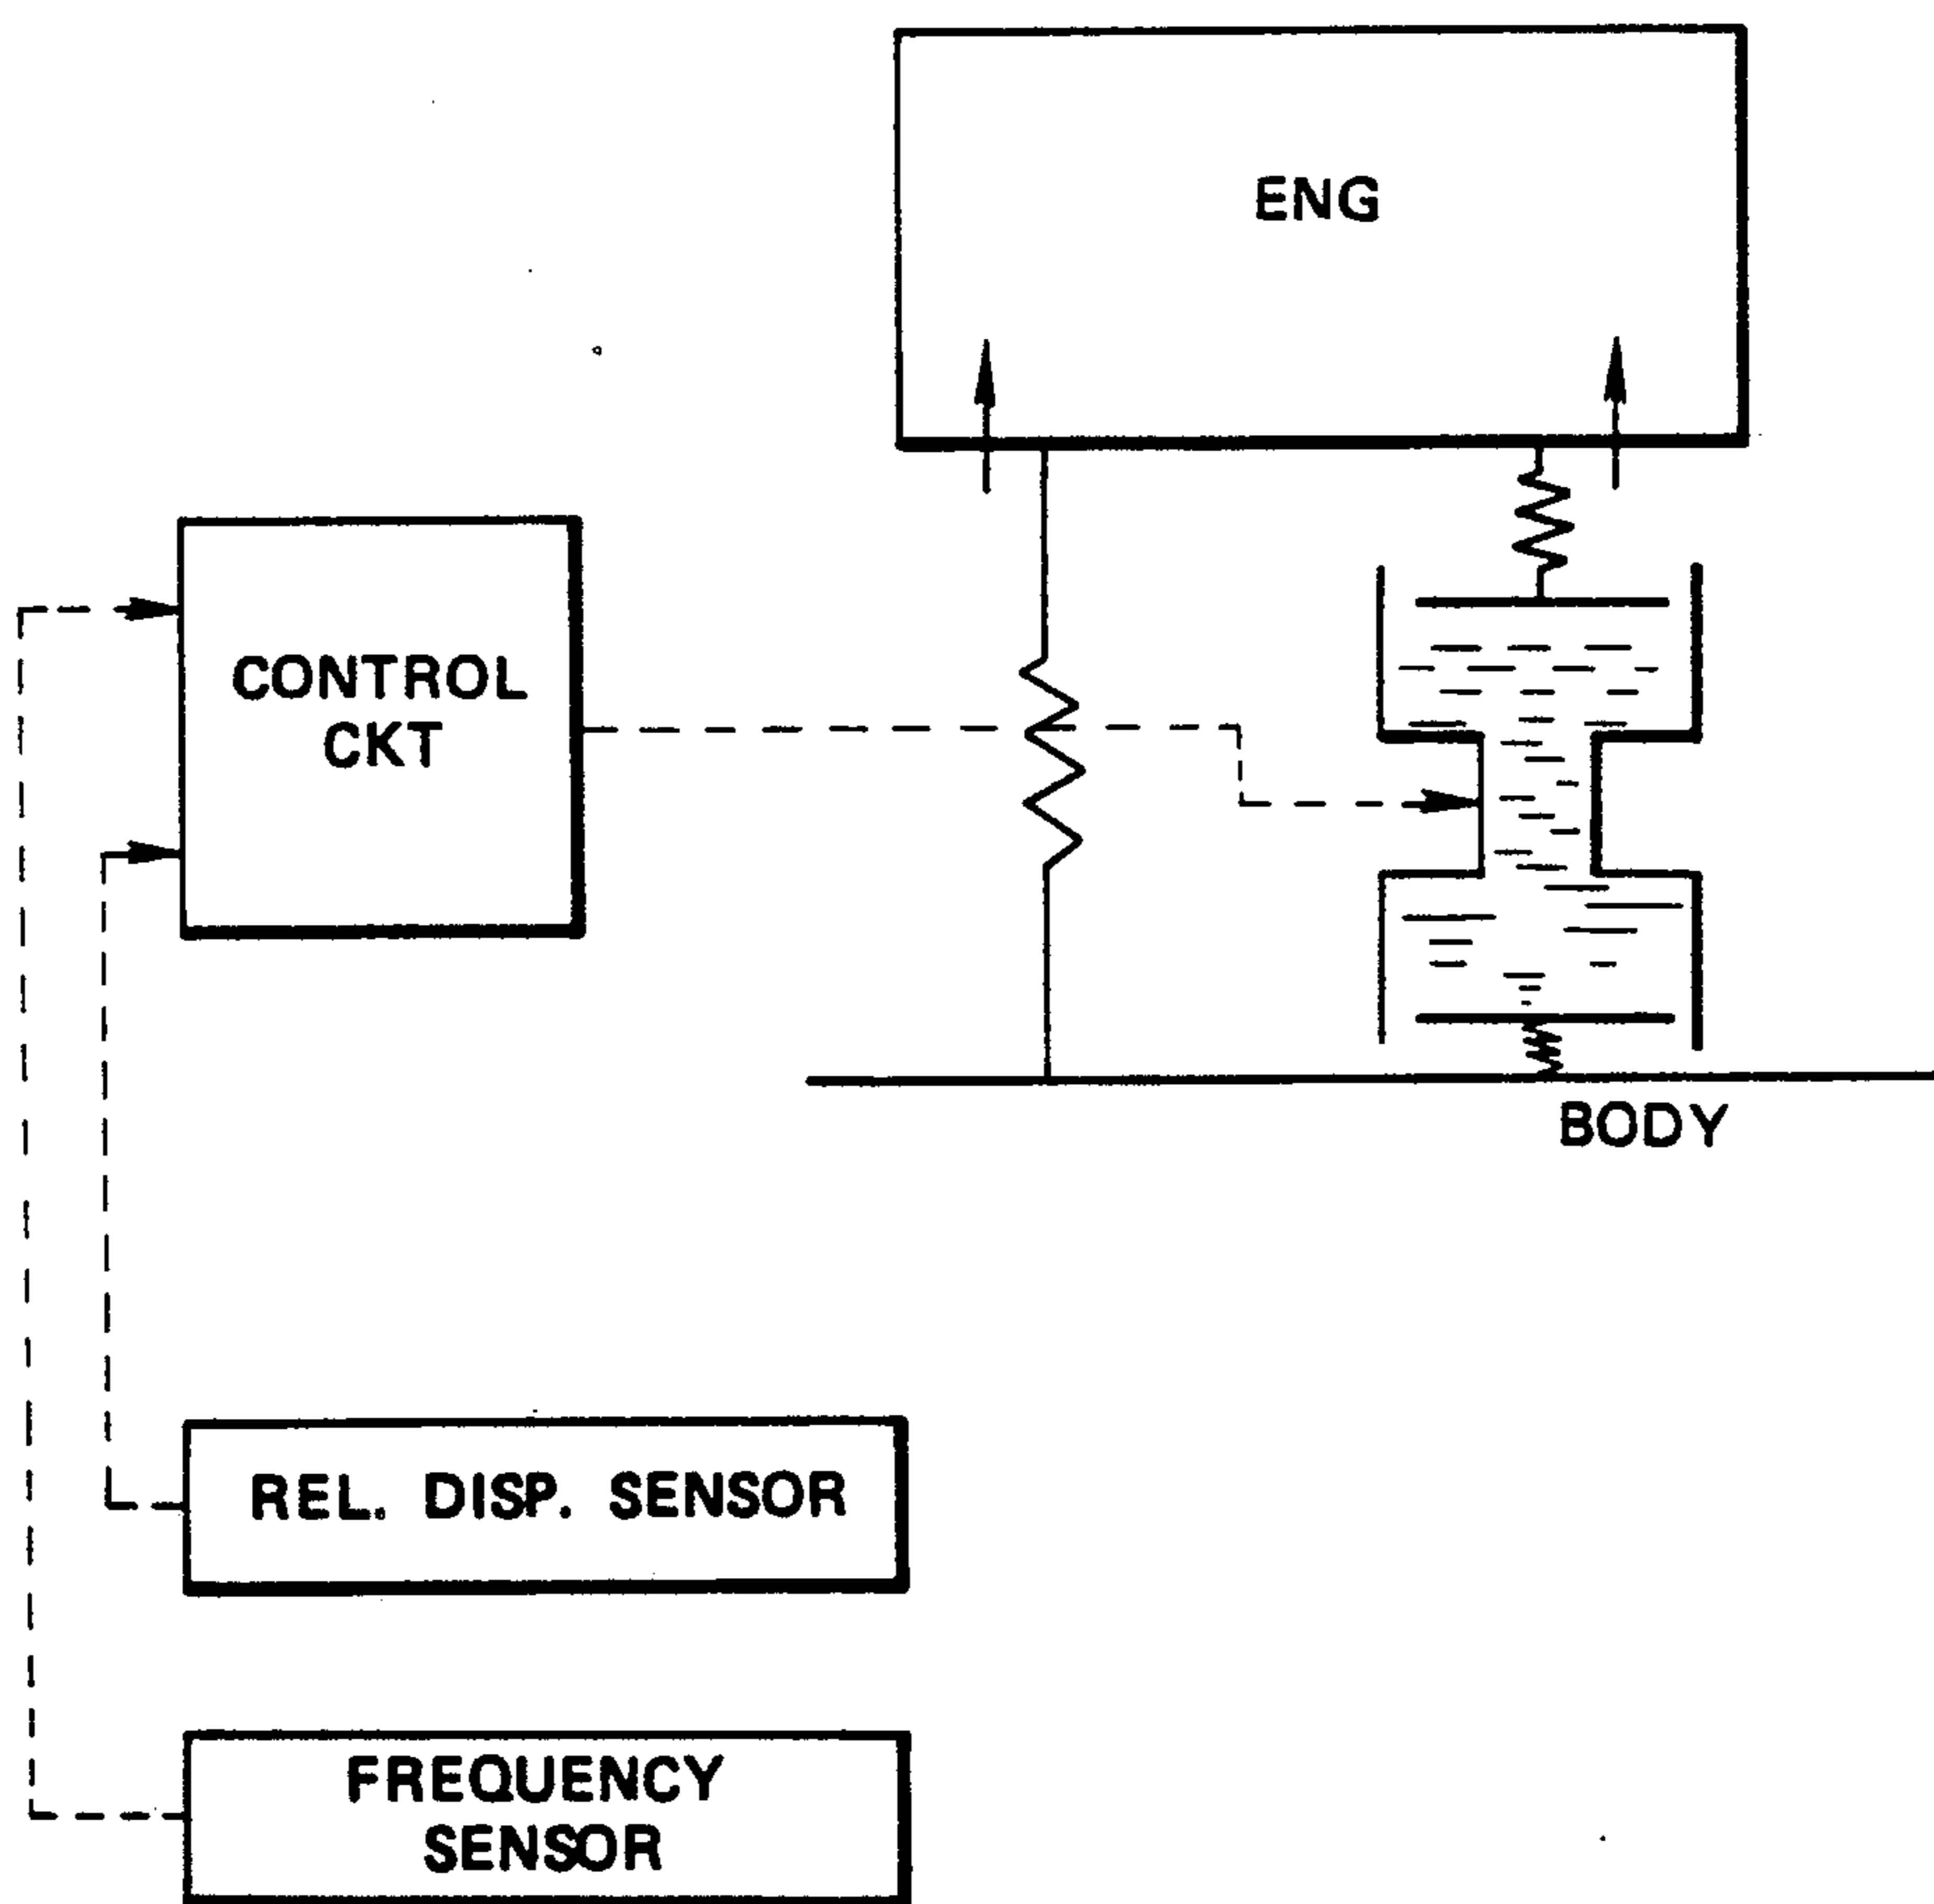 ENG
CONTROL
CKT
BODY
REL. DISP. SENSOR
FREQUENCY
SENSOR